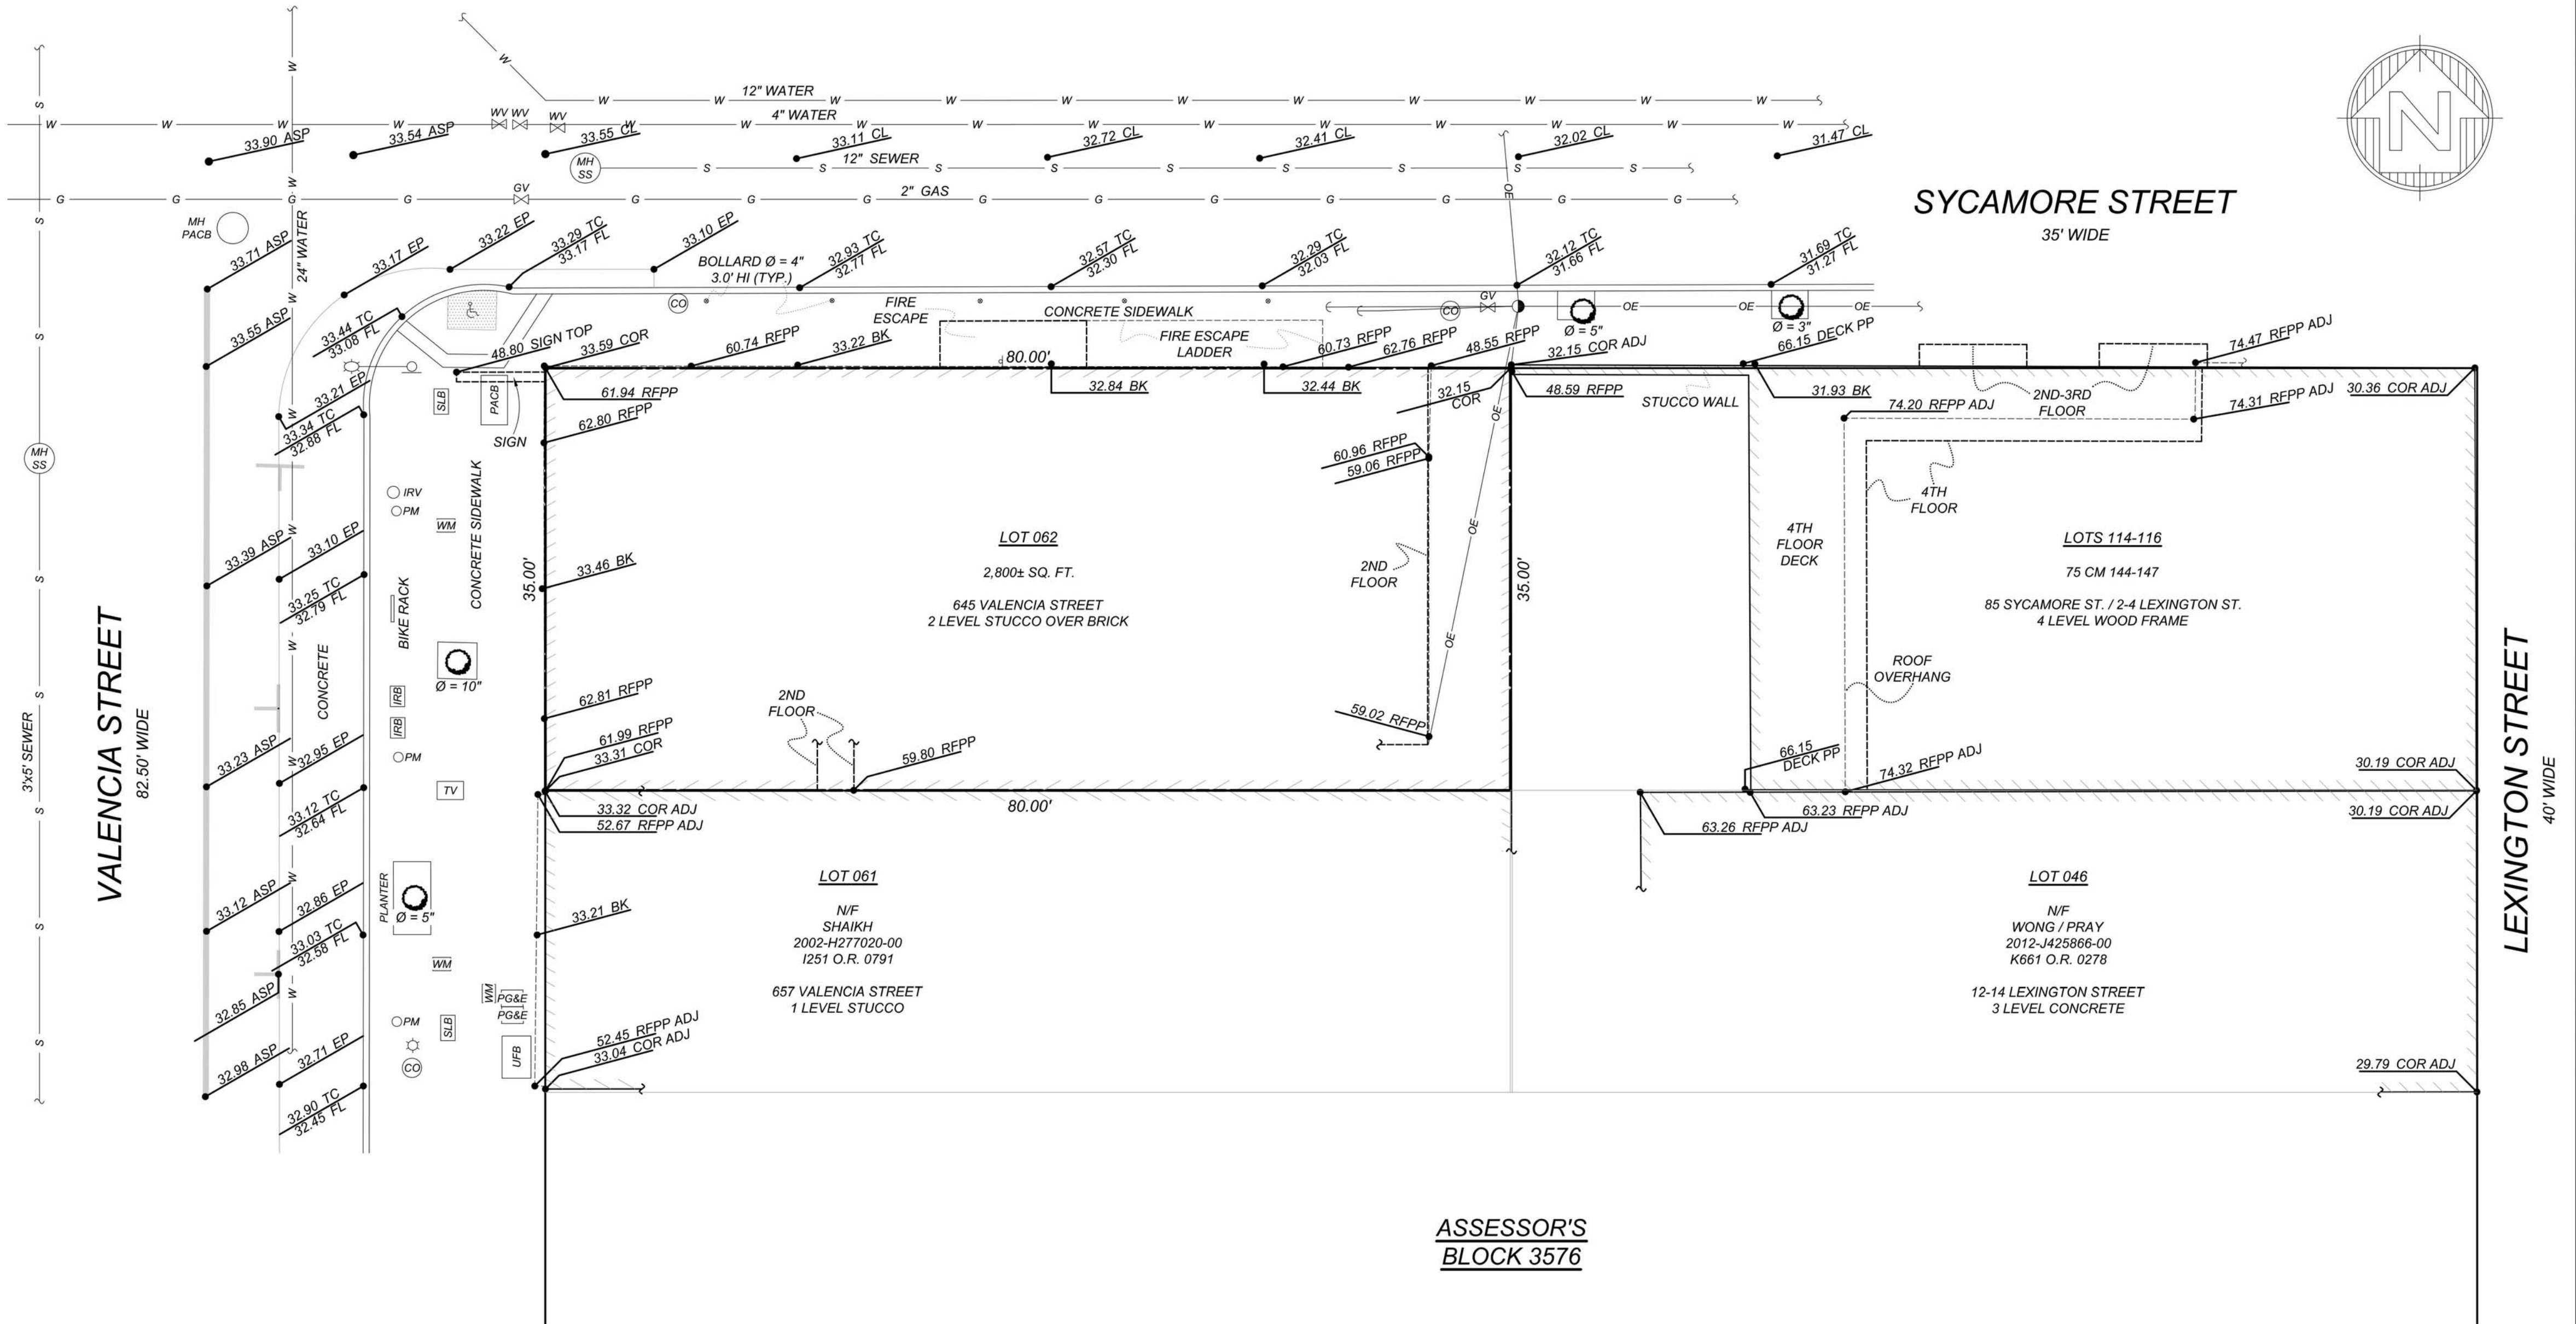 12" WATER
4" WATER
WV WV
WV
33.90 ASP
33.54 ASP
33.55 CL
33.11 CL
32.72 CL
32.41 CL
32.02 CL
31.47 CL
MH
SS
12" SEWER
GV
2" GAS
N
SYCAMORE STREET
35' WIDE
MH
PACB
24" WATER
33.71 ASP
33.17 EP
33.22 EP
33.29 TC
33.17 FL
33.10 EP
BOLLARD Ø = 4"
3.0' HI (TYP.)
32.93 TC
32.77 FL
32.57 TC
32.30 FL
32.29 TC
32.03 FL
32.12 TC
31.66 FL
31.69 TC
31.27 FL
CO
FIRE
ESCAPE
CONCRETE SIDEWALK
FIRE ESCAPE
LADDER
CO
GV
OE
OE
OE
OE
Ø = 5"
Ø = 3"
33.55 ASP
33.44 TC
33.08 FL
48.80 SIGN TOP
33.59 COR
60.74 RFPP
33.22 BK
80.00'
60.73 RFPP
62.76 RFPP
48.55 RFPP
32.15 COR ADJ
66.15 DECK PP
74.47 RFPP ADJ
33.21 EP
33.34 TC
32.88 FL
SLB
PACB
SIGN
61.94 RFPP
62.80 RFPP
32.84 BK
32.44 BK
32.15
COR
48.59 RFPP
STUCCO WALL
31.93 BK
74.20 RFPP ADJ
2ND-3RD
FLOOR
74.31 RFPP ADJ
30.36 COR ADJ
MH
SS
60.96 RFPP
59.06 RFPP
OE
OE
OE
IRV
PM
WM
CONCRETE SIDEWALK
4TH
FLOOR
4TH
FLOOR
DECK
33.39 ASP
33.10 EP
33.25 TC
32.79 FL
BIKE RACK
35.00'
33.46 BK
LOT 062
2,800± SQ. FT.
645 VALENCIA STREET
2 LEVEL STUCCO OVER BRICK
2ND
FLOOR
35.00'
LOTS 114-116
75 CM 144-147
85 SYCAMORE ST. / 2-4 LEXINGTON ST.
4 LEVEL WOOD FRAME
VALENCIA STREET
82.50' WIDE
3'x5' SEWER
CONCRETE
Ø = 10"
IRB
IRB
PM
TV
62.81 RFPP
2ND
FLOOR
61.99 RFPP
33.31 COR
59.80 RFPP
59.02 RFPP
ROOF
OVERHANG
66.15
DECK PP
74.32 RFPP ADJ
30.19 COR ADJ
LEXINGTON STREET
40' WIDE
33.23 ASP
32.95 EP
33.12 TC
32.64 FL
33.32 COR ADJ
52.67 RFPP ADJ
80.00'
63.26 RFPP ADJ
63.23 RFPP ADJ
30.19 COR ADJ
33.12 ASP
32.86 EP
33.03 TC
32.58 FL
PLANTER
Ø = 5"
WM
33.21 BK
LOT 061
N/F
SHAIKH
2002-H277020-00
I251 O.R. 0791
657 VALENCIA STREET
1 LEVEL STUCCO
LOT 046
N/F
WONG / PRAY
2012-J425866-00
K661 O.R. 0278
12-14 LEXINGTON STREET
3 LEVEL CONCRETE
32.85 ASP
PM
SLB
CO
WM
PG&E
PG&E
UFB
52.45 RFPP ADJ
33.04 COR ADJ
29.79 COR ADJ
32.98 ASP
32.71 EP
32.90 TC
32.45 FL
ASSESSOR'S
BLOCK 3576